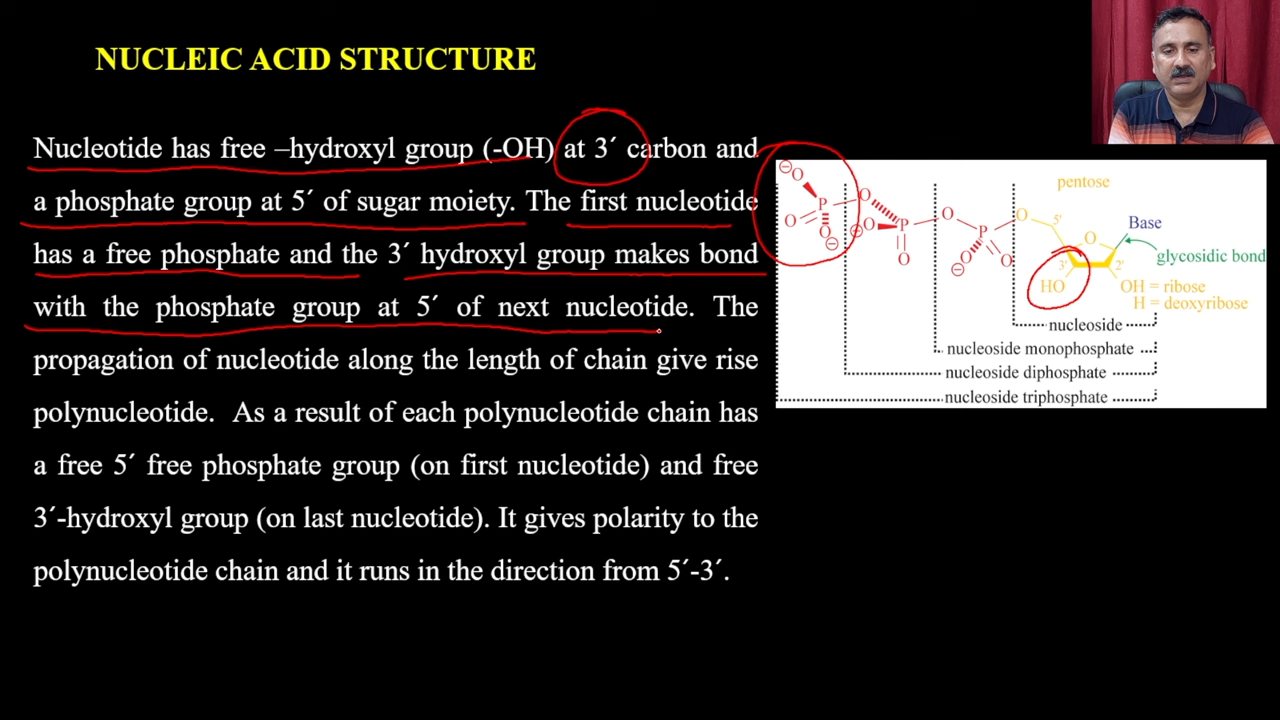 NUCLEIC ACID STRUCTURE
Nucleotide has free –hydroxyl group (-OH) at 3´ carbon and
a phosphate group at 5´ of sugar moiety. The first nucleotide
has a free phosphate and the 3´ hydroxyl group makes bond
with the phosphate group at 5´ of next nucleotide. The
propagation of nucleotide along the length of chain give rise
polynucleotide. As a result of each polynucleotide chain has
a free 5´ free phosphate group (on first nucleotide) and free
3´-hydroxyl group (on last nucleotide). It gives polarity to the
polynucleotide chain and it runs in the direction from 5´-3´.
pentose
O O O O 5' Base
P P P O glycosidic bond
O O O O O O 3' 2'
HO OH = ribose
H = deoxyribose
nucleoside
nucleoside monophosphate
nucleoside diphosphate
nucleoside triphosphate